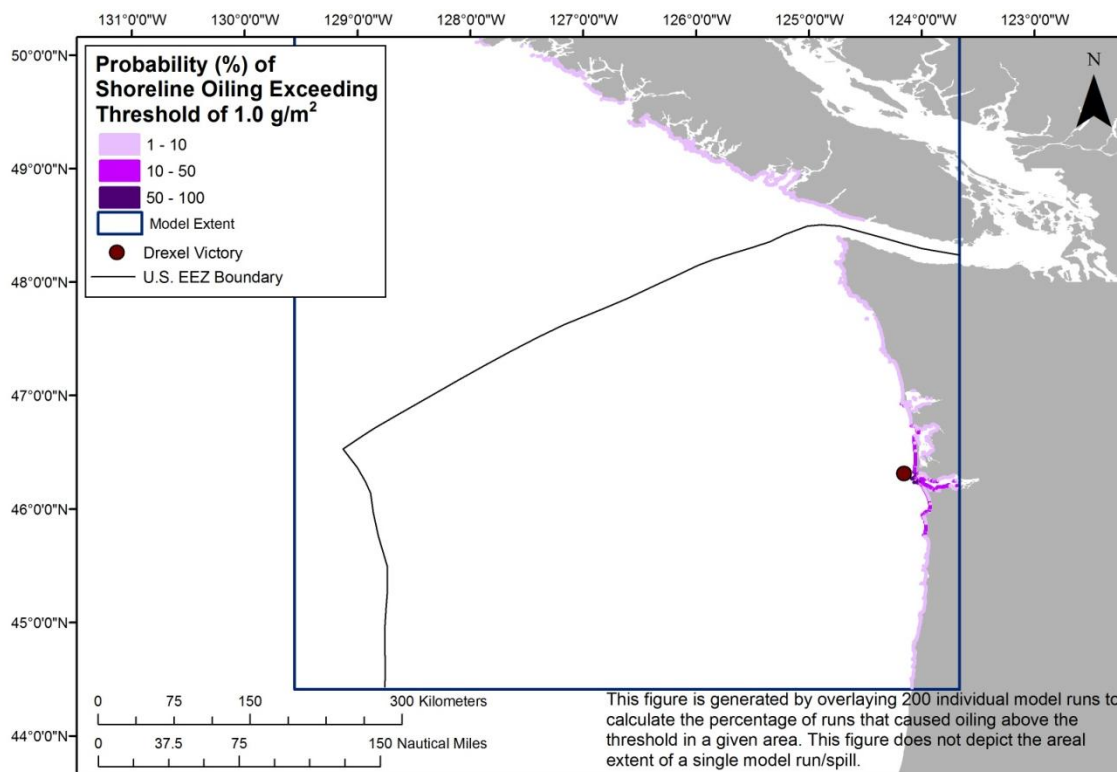 131°0'0"W 130°0'0"W 129°0'0"W 128°0'0"W 127°0'0"W 126°0'0"W 125°0'0"W 124°0'0"W 123°0'0"W
50°0'0"N
49°0'0"N
48°0'0"N
47°0'0"N
46°0'0"N
45°0'0"N
44°0'0"N
Probability (%) of
Shoreline Oiling Exceeding
Threshold of 1.0 g/m²
1 - 10
10 - 50
50 - 100
Model Extent
Drexel Victory
U.S. EEZ Boundary
N
0 75 150 300 Kilometers
0 37.5 75 150 Nautical Miles
This figure is generated by overlaying 200 individual model runs to
calculate the percentage of runs that caused oiling above the
threshold in a given area. This figure does not depict the areal
extent of a single model run/spill.